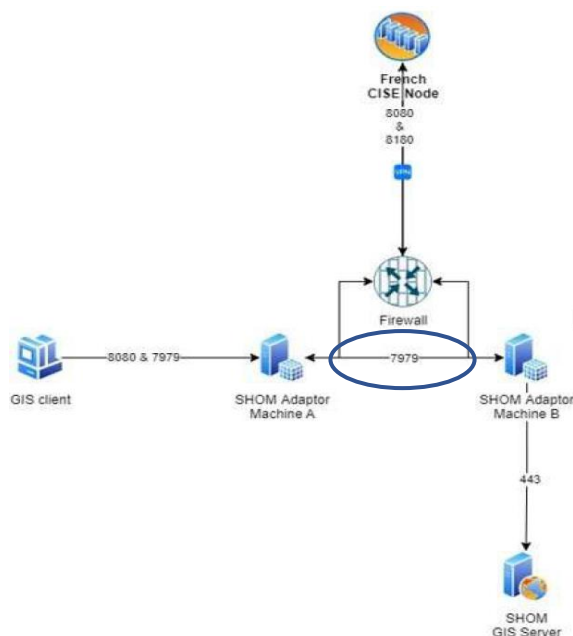 French
CISE Node
8080
&
8180
Firewall
8080 & 7979
7979
GIS client
SHOM Adaptor
Machine A
SHOM Adaptor
Machine B
443
SHOM
GIS Server